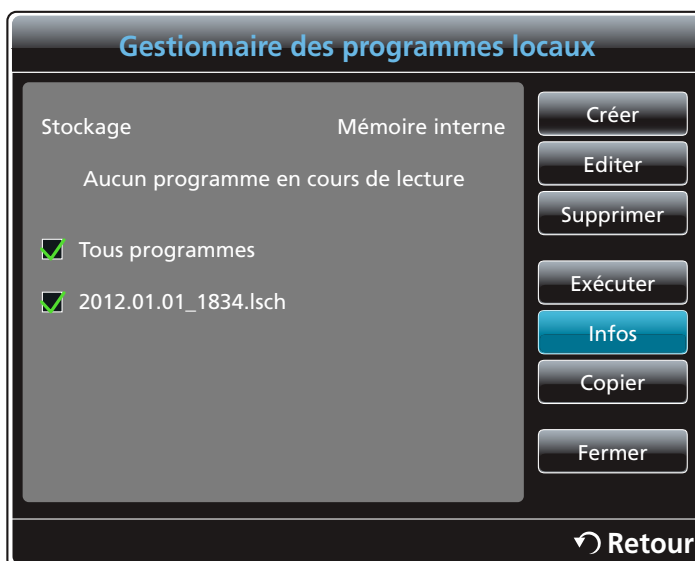 Gestionnaire des programmes locaux
Stockage Mémoire interne
Aucun programme en cours de lecture
Tous programmes
2012.01.01_1834.lsch
Créer
Editer
Supprimer
Exécuter
Infos
Copier
Fermer
Retour